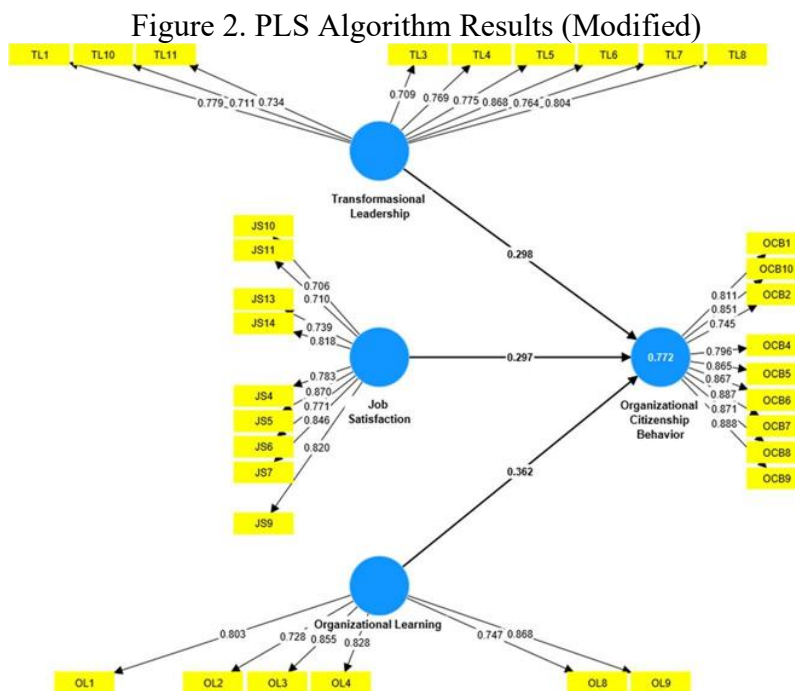 Figure 2. PLS Algorithm Results (Modified)
TL1 TL10 TL11 TL3 TL4 TL5 TL6 TL7 TL8
0.779 0.711 0.734 0.709 0.769 0.775 0.868 0.764 0.804
Transformasional
Leadership
0.298
JS10
JS11
JS13
JS14
JS4
JS5
JS6
JS7
JS9
0.706
0.710
0.739
0.818
0.783
0.870
0.771
0.846
0.820
Job
Satisfaction
0.297
OCB1
OCB10
OCB2
OCB4
OCB5
OCB6
OCB7
OCB8
OCB9
0.811
0.851
0.745
0.796
0.865
0.867
0.887
0.871
0.888
0.772
Organizational
Citizenship
Behavior
0.362
Organizational Learning
0.803 0.728 0.855 0.828 0.747 0.868
OL1 OL2 OL3 OL4 OL8 OL9